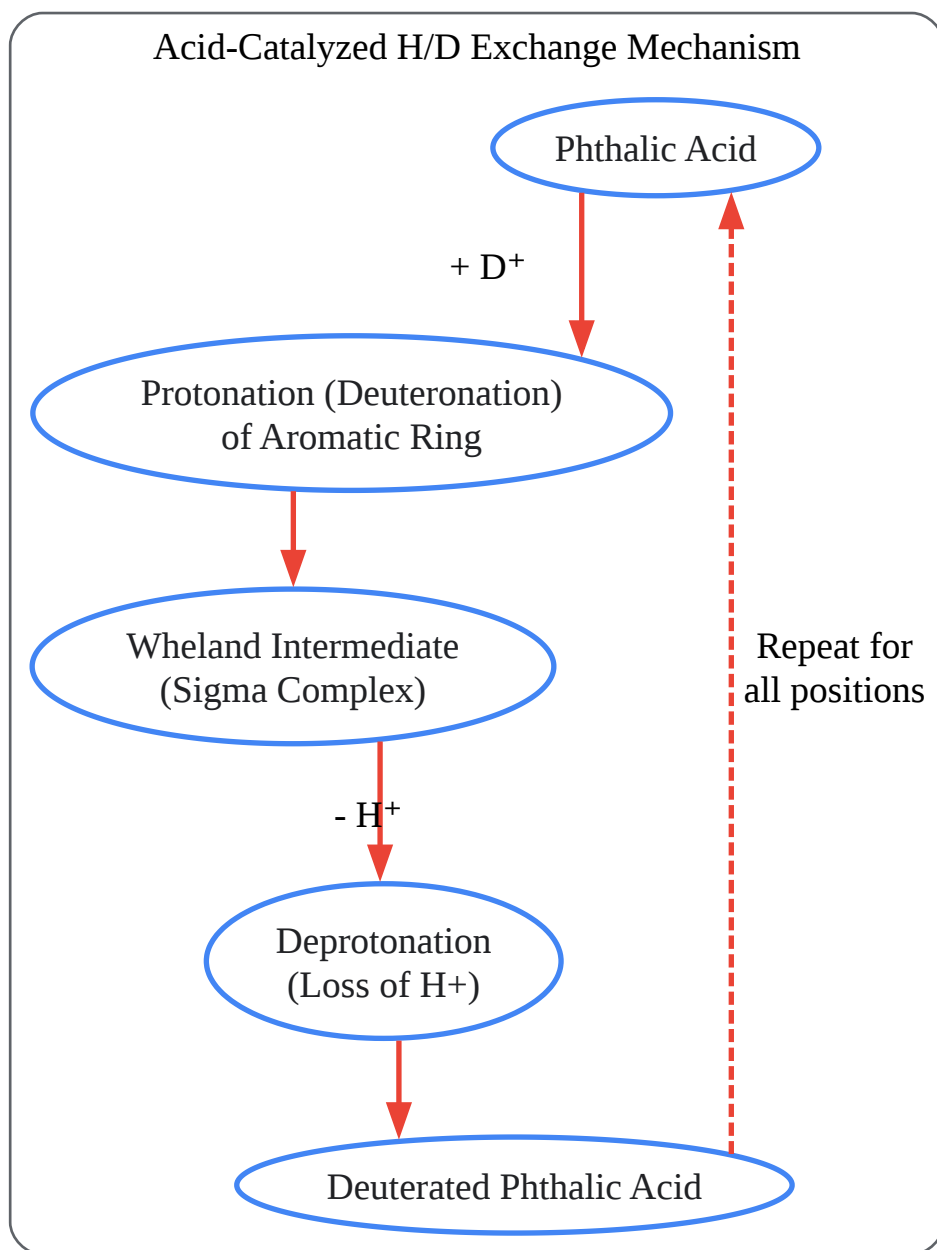 Acid-Catalyzed H/D Exchange Mechanism
Phthalic Acid
+ D⁺
Protonation (Deuteronation)
of Aromatic Ring
Wheland Intermediate
(Sigma Complex)
Repeat for
all positions
- H⁺
Deprotonation
(Loss of H+)
Deuterated Phthalic Acid